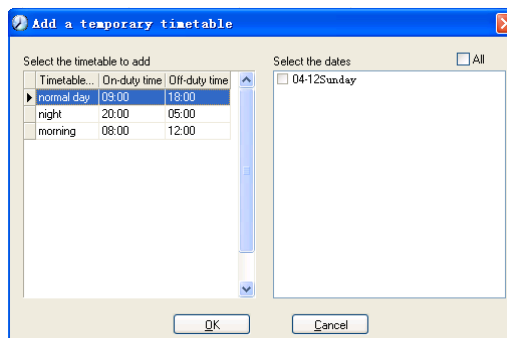 Add a temporary timetable
Select the timetable to add
Timetable... On-duty time Off-duty time
normal day 09:00 18:00
night 20:00 05:00
morning 08:00 12:00
Select the dates
All
04-12Sunday
OK
Cancel